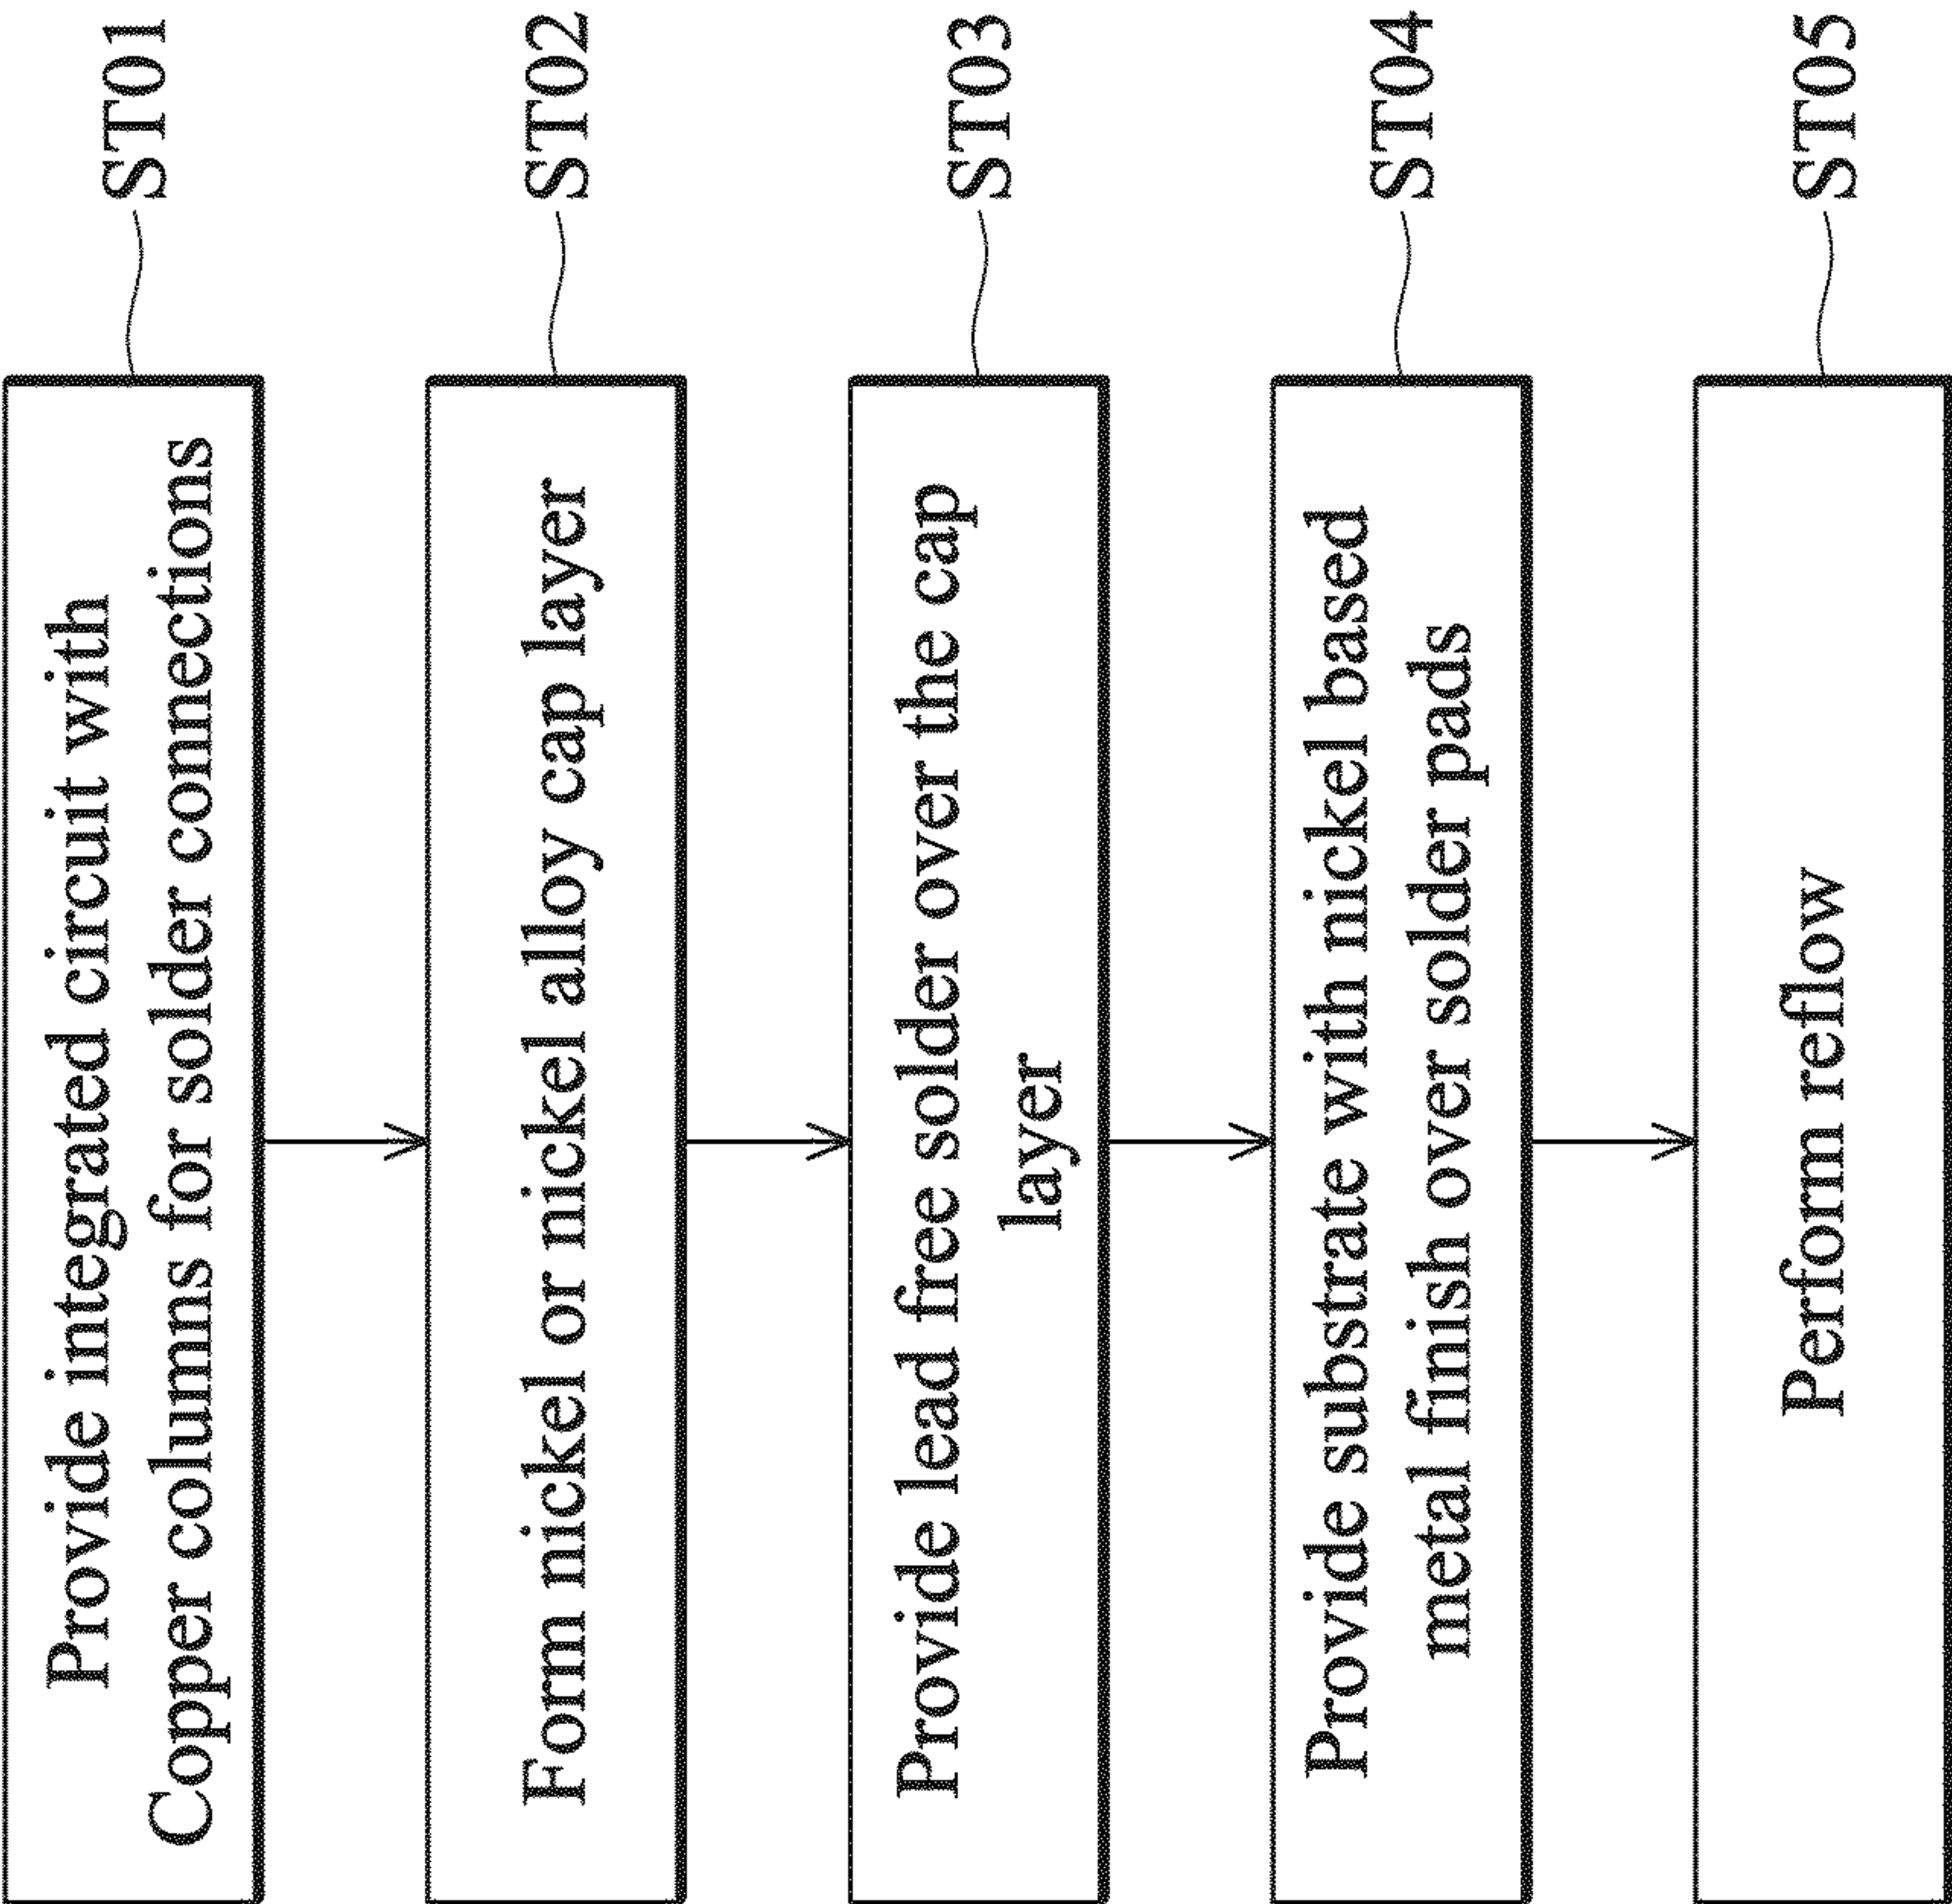 Provide integrated circuit with
Copper columns for solder connections
ST01
Form nickel or nickel alloy cap layer
ST02
Provide lead free solder over the cap
layer
ST03
Provide substrate with nickel based
metal finish over solder pads
ST04
Perform reflow
ST05